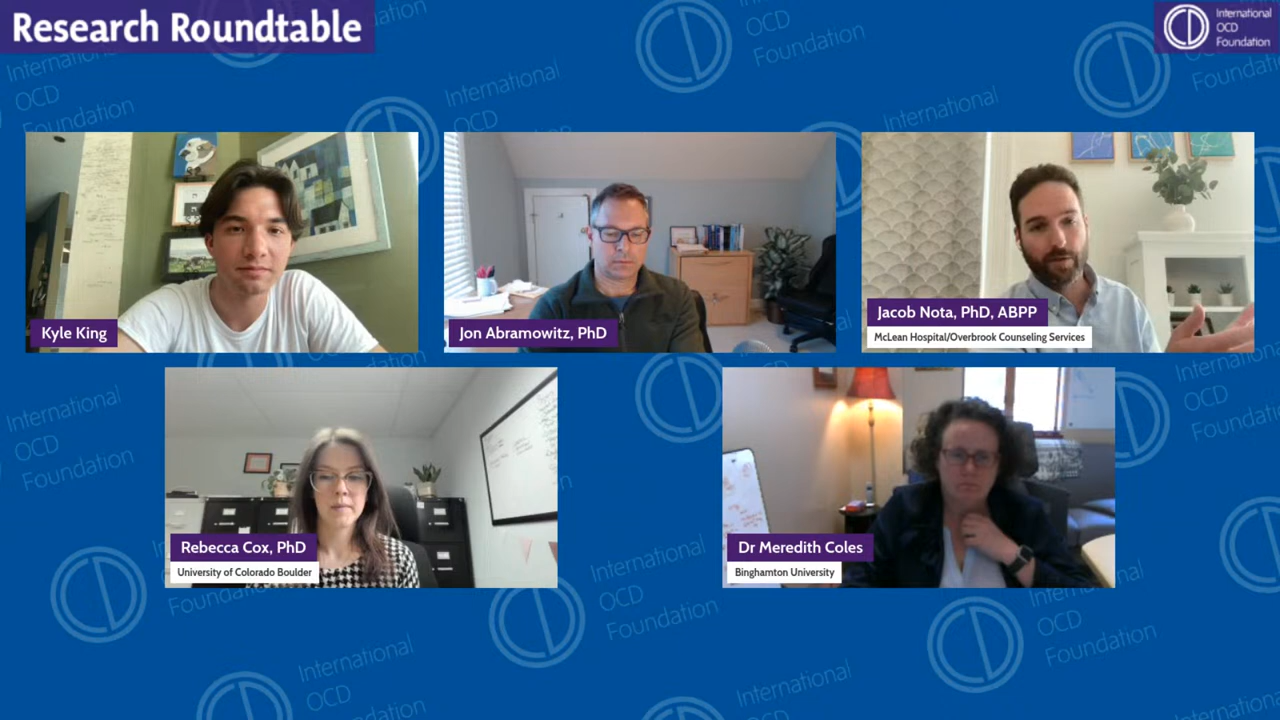 Research Roundtable
International
OCD
Foundation
Kyle King
Jon Abramowitz, PhD
Jacob Nota, PhD, ABPP
McLean Hospital/Overbrook Counseling Services
Rebecca Cox, PhD
University of Colorado Boulder
Dr Meredith Coles
Binghamton University